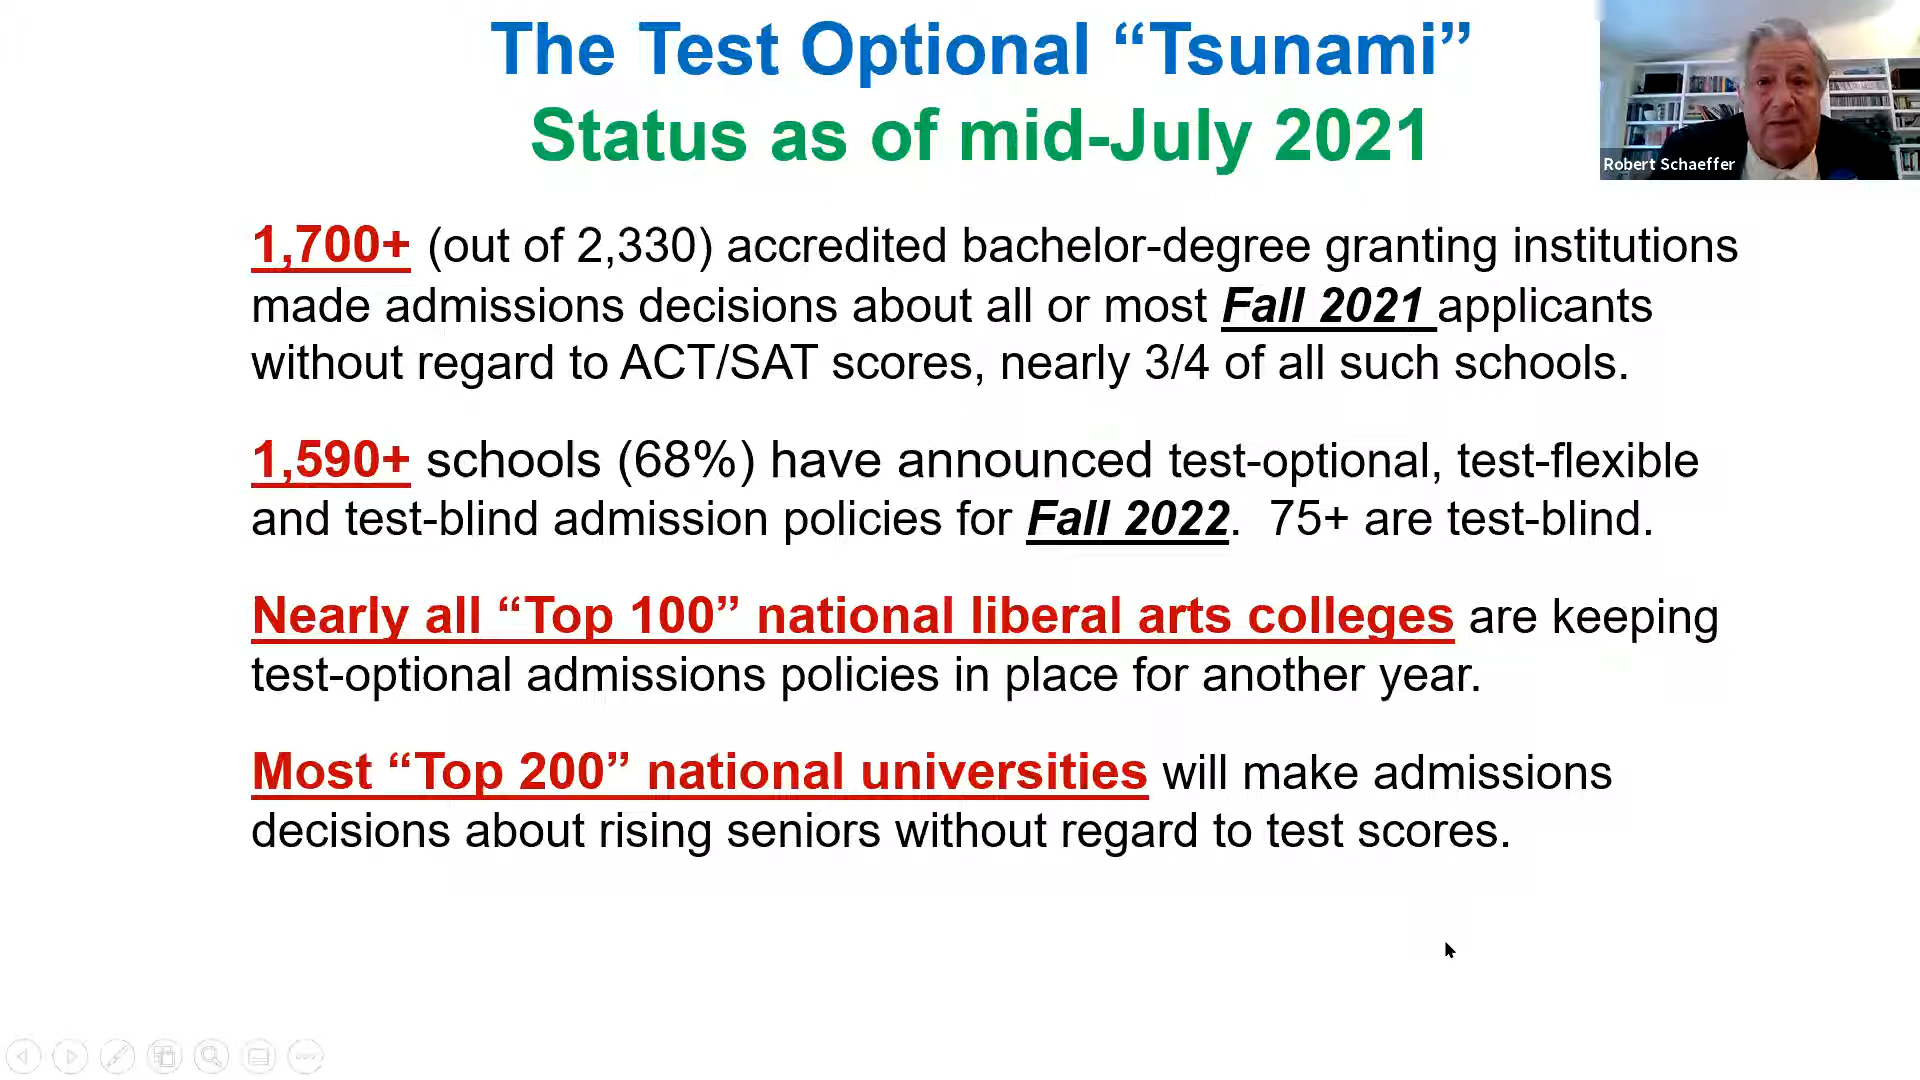 The Test Optional “Tsunami”
Status as of mid-July 2021
Robert Schaeffer
1,700+ (out of 2,330) accredited bachelor-degree granting institutions
made admissions decisions about all or most Fall 2021 applicants
without regard to ACT/SAT scores, nearly 3/4 of all such schools.
1,590+ schools (68%) have announced test-optional, test-flexible
and test-blind admission policies for Fall 2022. 75+ are test-blind.
Nearly all “Top 100” national liberal arts colleges are keeping
test-optional admissions policies in place for another year.
Most “Top 200” national universities will make admissions
decisions about rising seniors without regard to test scores.